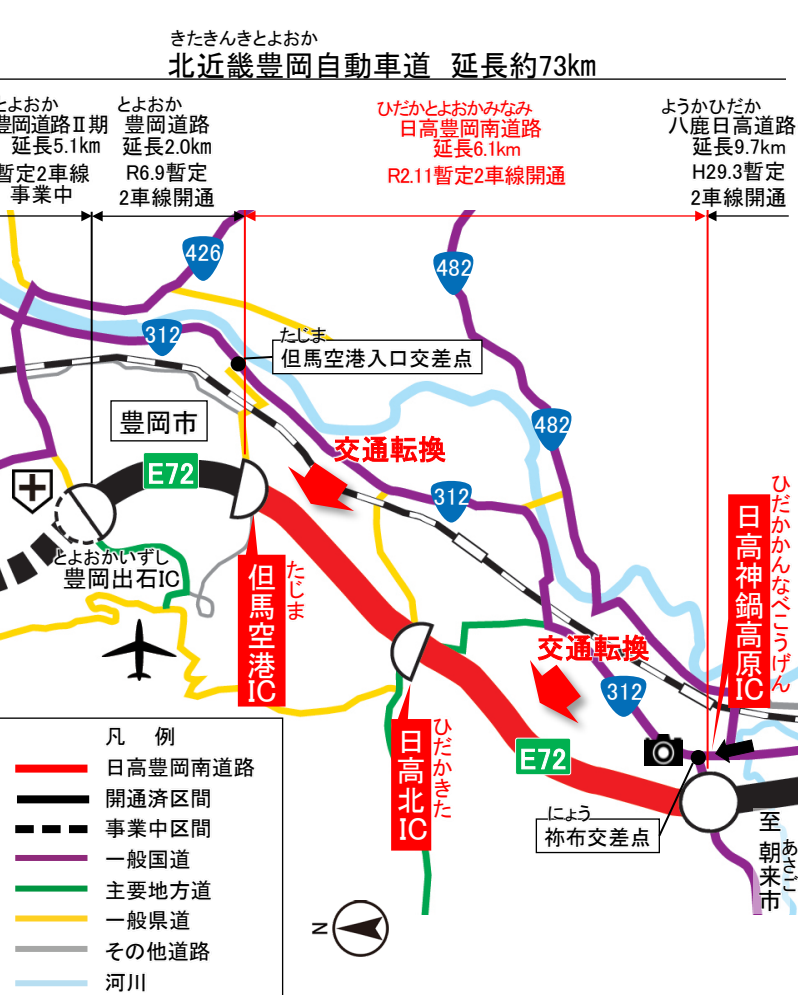 きたきんきとよおか
北近畿豊岡自動車道 延長約73km
とよおか
豊岡道路Ⅱ期
延長5.1km
暫定2車線
事業中
とよおか
豊岡道路
延長2.0km
R6.9暫定
2車線開通
ひだかとよおかみなみ
日高豊岡南道路
延長6.1km
R2.11暫定2車線開通
ようかひだか
八鹿日高道路
延長9.7km
H29.3暫定
2車線開通
426
482
312
たじま
但馬空港入口交差点
豊岡市
482
交通転換
E72
312
とよおかいずし
豊岡出石IC
たじま
但馬空港IC
ひだかかんなべこうげん
日高神鍋高原IC
交通転換
312
ひだかきた
日高北IC
E72
にょう
祢布交差点
至 朝来市
あさご
N
凡 例
日高豊岡南道路
開通済区間
事業中区間
一般国道
主要地方道
一般県道
その他道路
河川